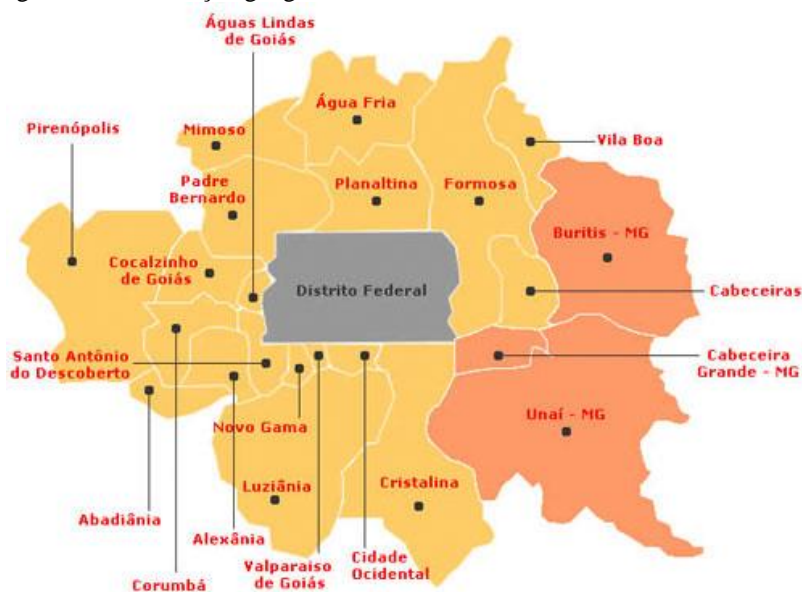 Águas Lindas
de Goiás
Água Fria
Pirenópolis
Mimoso
Vila Boa
Padre
Bernardo
Planaltina
Formosa
Buritis - MG
Cocalzinho
de Goiás
Distrito Federal
Cabeceiras
Santo Antônio
do Descoberto
Cabeceira
Grande - MG
Novo Gama
Unaí - MG
Luziânia
Cristalina
Abadiânia
Alexânia
Corumbá
Valparaiso
de Goiás
Cidade
Ocidental